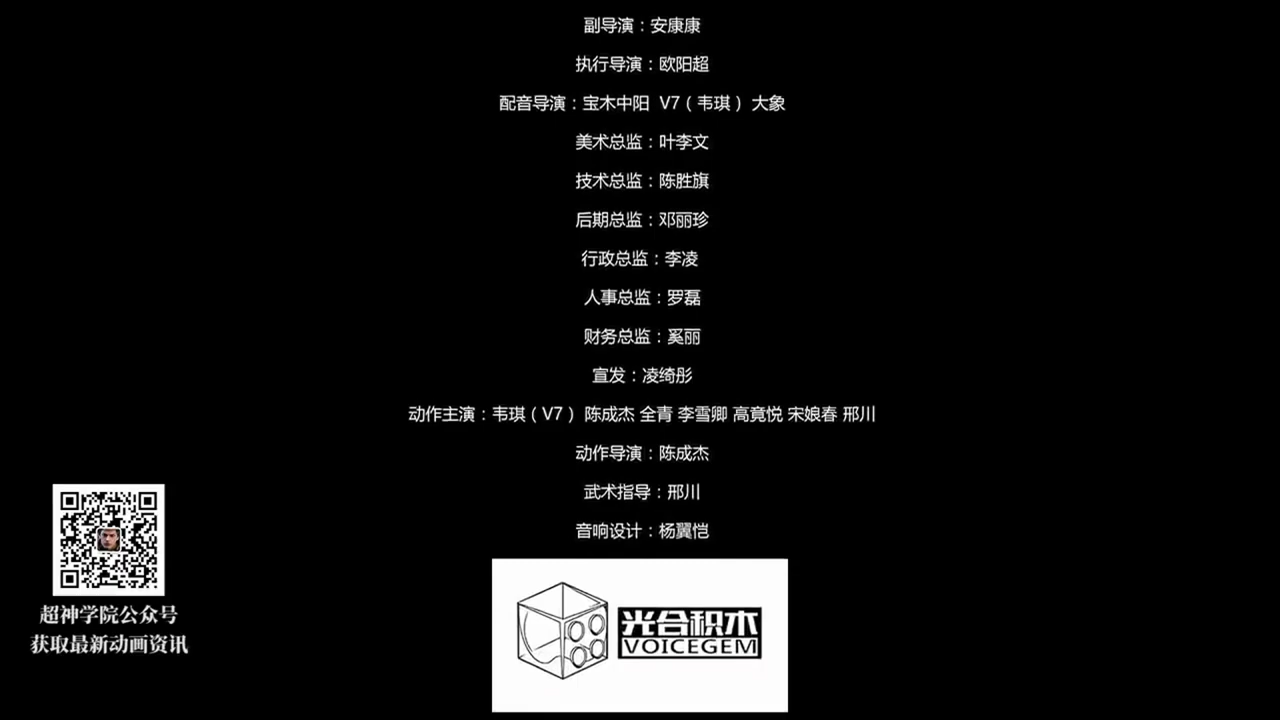 副导演：安康康
执行导演：欧阳超
配音导演：宝木中阳 V7（韦琪） 大象
美术总监：叶李文
技术总监：陈胜旗
后期总监：邓丽珍
行政总监：李凌
人事总监：罗磊
财务总监：奚丽
宣发：凌绮彤
动作主演：韦琪（V7） 陈成杰 全青 李雪卿 高竟悦 宋娘春 邢川
动作导演：陈成杰
武术指导：邢川
音响设计：杨翼恺
光合积木
VOICEGEM
超神学院公众号
获取最新动画资讯